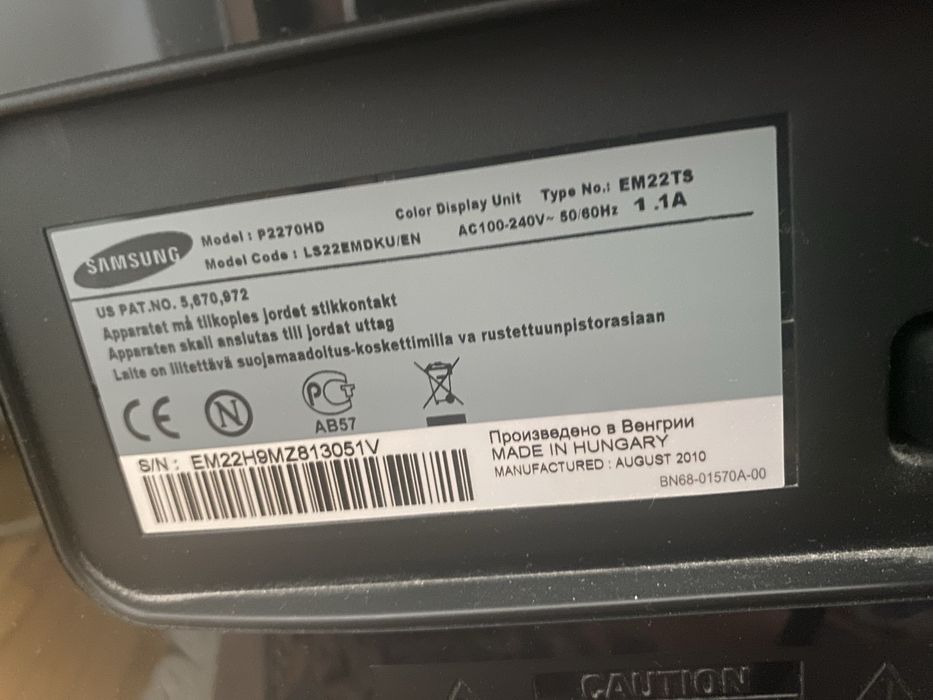 SAMSUNG
Model : P2270HD
Color Display Unit Type No.: EM22TS
Model Code : LS22EMDKU/EN
AC100-240V~ 50/60Hz 1.1A
US PAT.NO. 5,670,972
Apparatet må tilkoples jordet stikkontakt
Apparaten skall anslutas till jordat uttag
Laite on liitettävä suojamaadoitus-koskettimilla va rustettuunpistorasiaan
CE N PCT
AB57
S/N : EM22H9MZ813051V
Произведено в Венгрии
MADE IN HUNGARY
MANUFACTURED : AUGUST 2010
BN68-01570A-00
CAUTION